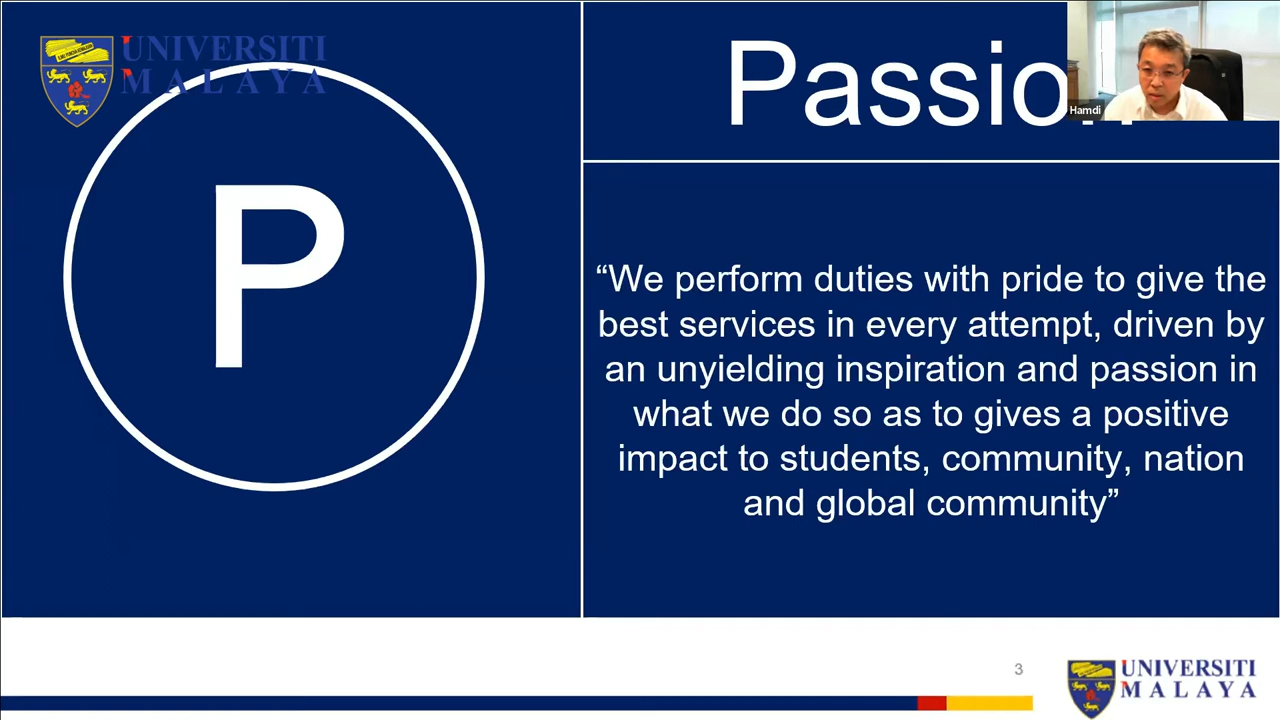 UNIVERSITI
MALAYA
P
Passion
Hamdi
“We perform duties with pride to give the
best services in every attempt, driven by
an unyielding inspiration and passion in
what we do so as to gives a positive
impact to students, community, nation
and global community”
3
UNIVERSITI
MALAYA